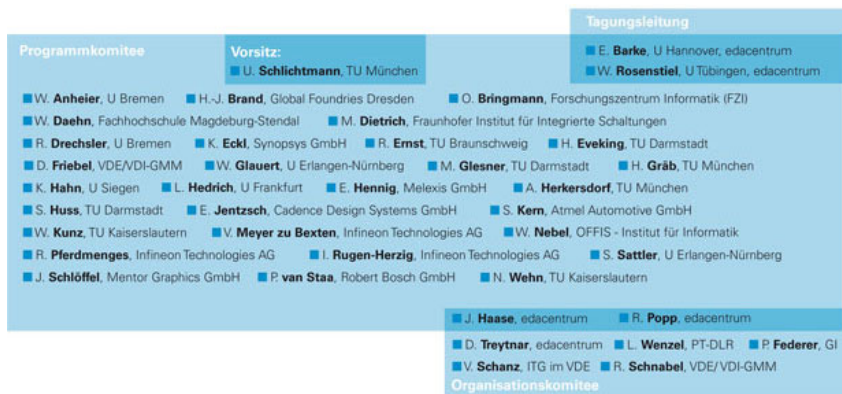 Tagungsleitung
Programmkomitee
Vorsitz:
E. Barke, U Hannover, edacentrum
U. Schlichtmann, TU München
W. Rosenstiel, U Tübingen, edacentrum
W. Anheier, U Bremen H.-J. Brand, Global Foundries Dresden O. Bringmann, Forschungszentrum Informatik (FZI)
W. Daehn, Fachhochschule Magdeburg-Stendal M. Dietrich, Fraunhofer Institut für Integrierte Schaltungen
R. Drechsler, U Bremen K. Eckl, Synopsys GmbH R. Ernst, TU Braunschweig H. Eveking, TU Darmstadt
D. Friebel, VDE/VDI-GMM W. Glauert, U Erlangen-Nürnberg M. Glesner, TU Darmstadt H. Gräb, TU München
K. Hahn, U Siegen L. Hedrich, U Frankfurt E. Hennig, Melexis GmbH A. Herkersdorf, TU München
S. Huss, TU Darmstadt E. Jentzsch, Cadence Design Systems GmbH S. Kern, Atmel Automotive GmbH
W. Kunz, TU Kaiserslautern V. Meyer zu Bexten, Infineon Technologies AG W. Nebel, OFFIS - Institut für Informatik
R. Pferdmenges, Infineon Technologies AG I. Rugen-Herzig, Infineon Technologies AG S. Sattler, U Erlangen-Nürnberg
J. Schlöffel, Mentor Graphics GmbH P. van Staa, Robert Bosch GmbH N. Wehn, TU Kaiserslautern
J. Haase, edacentrum R. Popp, edacentrum
D. Treytnar, edacentrum L. Wenzel, PT-DLR P. Federer, GI
V. Schanz, ITG im VDE R. Schnabel, VDE/VDI-GMM
Organisationskomitee